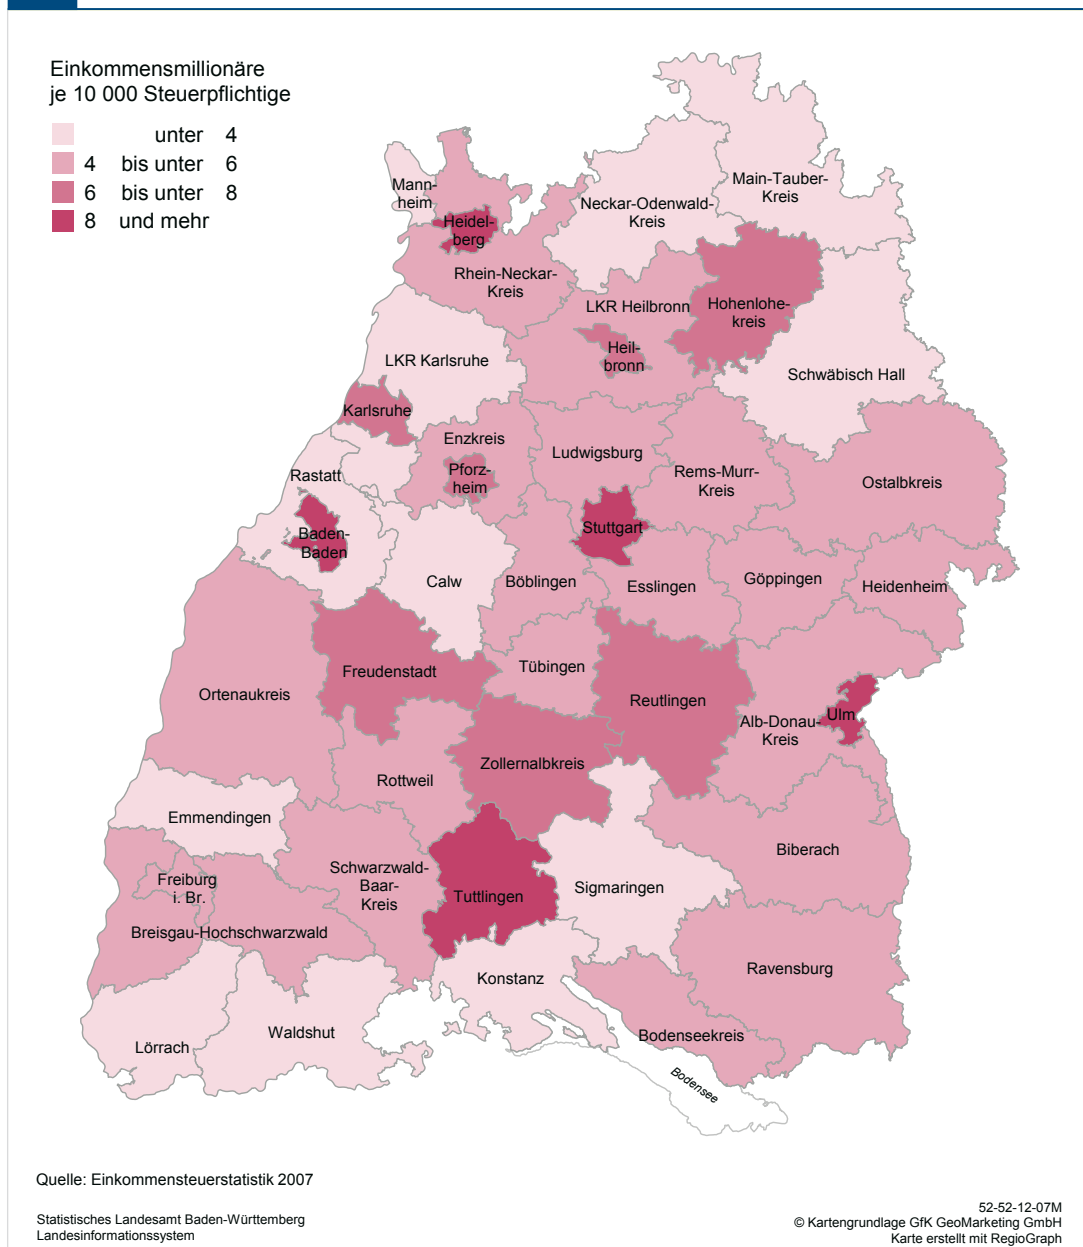 Einkommensmillionäre
je 10 000 Steuerpflichtige
unter 4
4 bis unter 6
6 bis unter 8
8 und mehr
Main-Tauber-
Kreis
Mann-
heim
Neckar-Odenwald-
Kreis
Heidel-
berg
Rhein-Neckar-
Kreis
LKR Heilbronn
Hohenlohe-
kreis
Heil-
bronn
LKR Karlsruhe
Schwäbisch Hall
Karlsruhe
Enzkreis
Ludwigsburg
Rems-Murr-
Kreis
Rastatt
Pforz-
heim
Ostalbkreis
Baden-
Baden
Stuttgart
Calw
Böblingen
Esslingen
Göppingen
Heidenheim
Freudenstadt
Tübingen
Ortenaukreis
Reutlingen
Alb-Donau-
Kreis
Ulm
Zollernalbkreis
Rottweil
Emmendingen
Biberach
Schwarzwald-
Baar-
Kreis
Freiburg
i. Br.
Tuttlingen
Sigmaringen
Breisgau-Hochschwarzwald
Ravensburg
Konstanz
Waldshut
Lörrach
Bodenseekreis
Bodensee
Quelle: Einkommensteuerstatistik 2007
Statistisches Landesamt Baden-Württemberg
Landesinformationssystem
52-52-12-07M
© Kartengrundlage GfK GeoMarketing GmbH
Karte erstellt mit RegioGraph